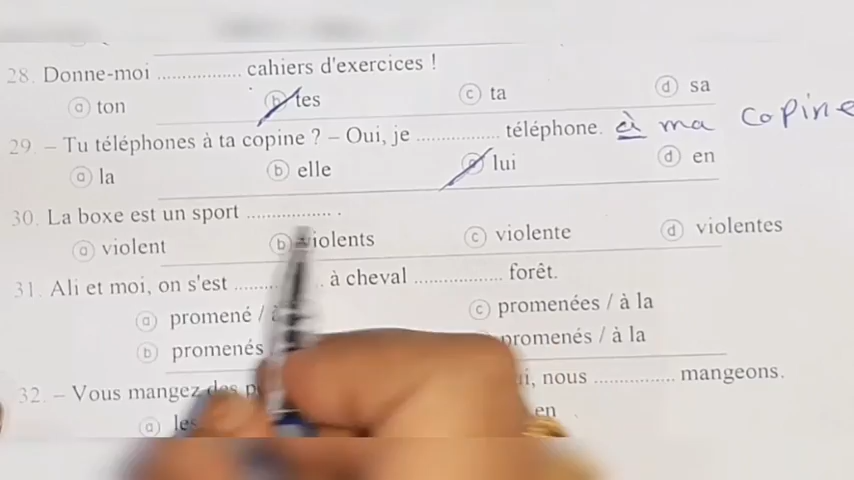 28. Donne-moi ................ cahiers d'exercices !
a ton b tes c ta d sa
29. – Tu téléphones à ta copine ? – Oui, je ................ téléphone. à ma copine
a la b elle c lui d en
30. La boxe est un sport ................ .
a violent b violents c violente d violentes
31. Ali et moi, on s'est ................ à cheval ................ forêt.
a promené / c promenées / à la
b promenés promenés / à la
32. – Vous mangez des nous ............... mangeons.
a les en